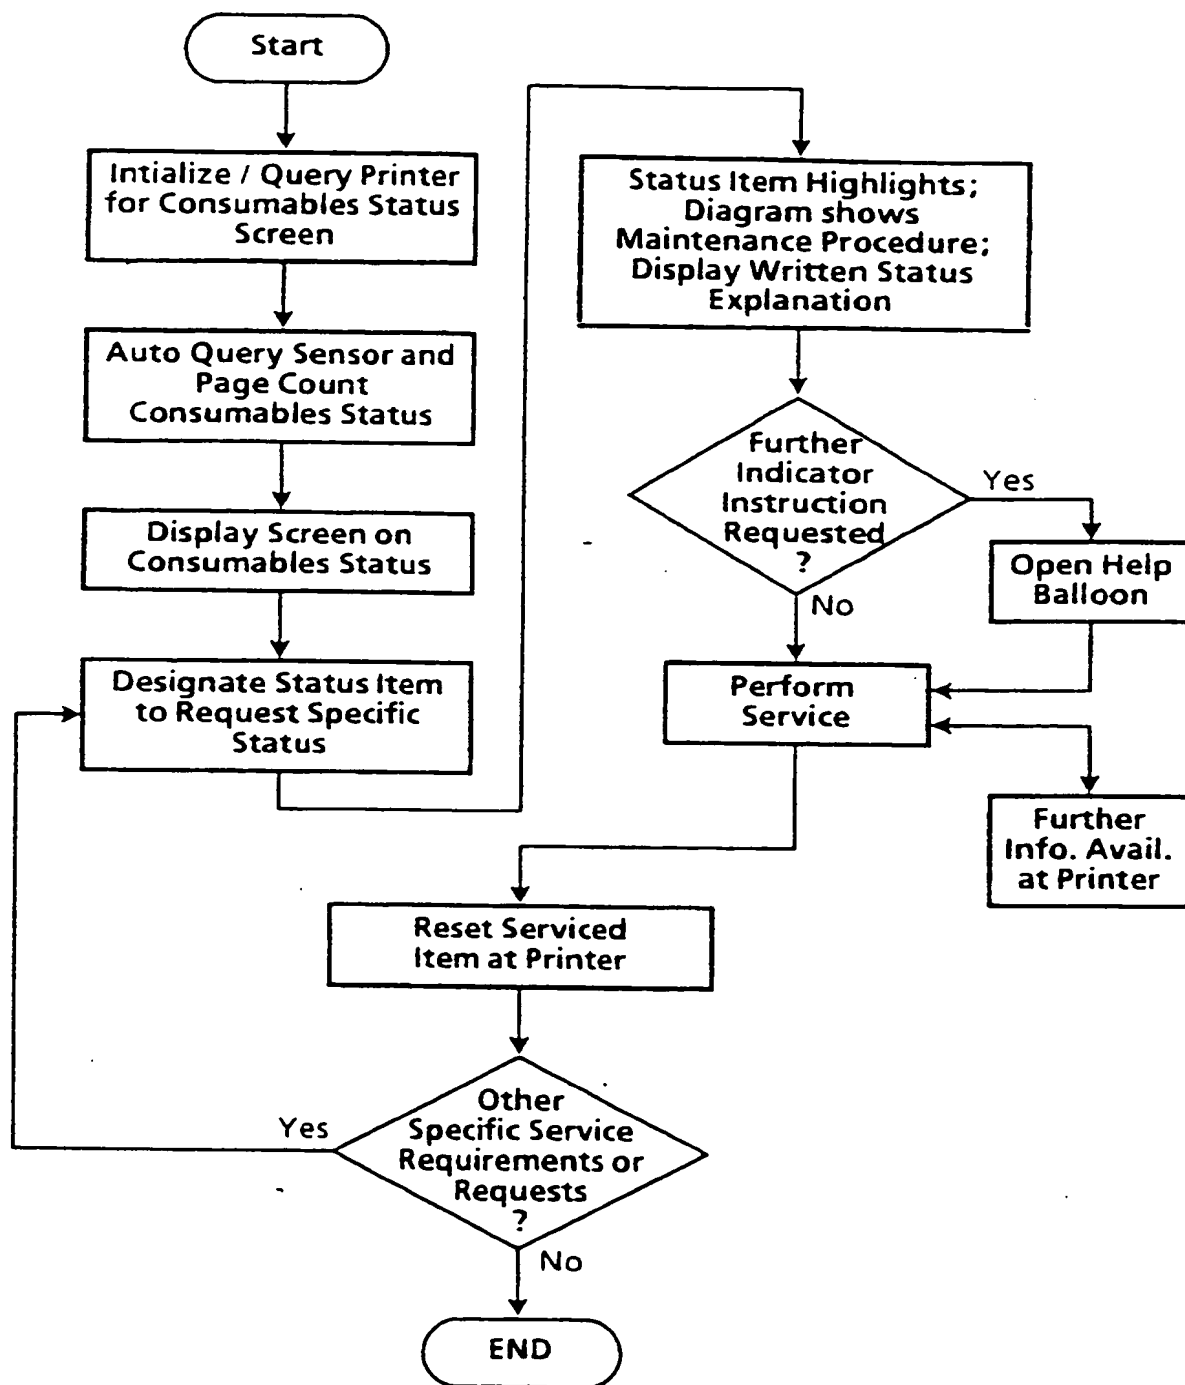 Start
Intialize / Query Printer
for Consumables Status
Screen
Auto Query Sensor and
Page Count
Consumables Status
Display Screen on
Consumables Status
Designate Status Item
to Request Specific
Status
Status Item Highlights;
Diagram shows
Maintenance Procedure;
Display Written Status
Explanation
Further
Indicator
Instruction
Requested
?
Yes
No
Open Help
Balloon
Perform
Service
Further
Info. Avail.
at Printer
Reset Serviced
Item at Printer
Other
Specific Service
Requirements or
Requests
?
Yes
No
END